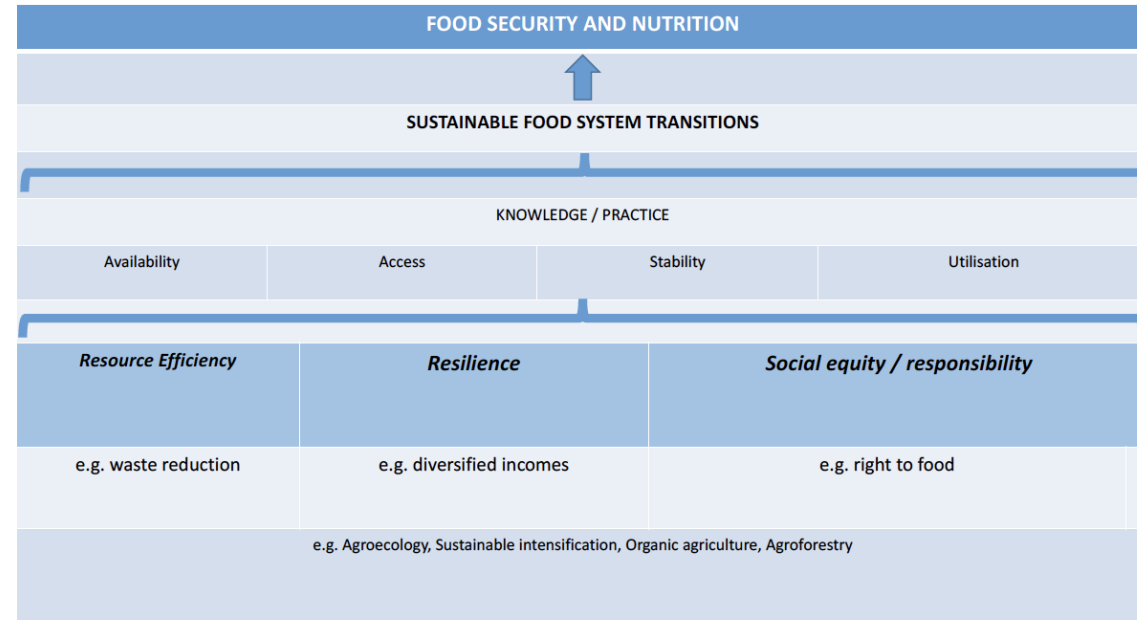 FOOD SECURITY AND NUTRITION
SUSTAINABLE FOOD SYSTEM TRANSITIONS
KNOWLEDGE / PRACTICE
Availability
Access
Stability
Utilisation
Resource Efficiency
Resilience
Social equity / responsibility
e.g. waste reduction
e.g. diversified incomes
e.g. right to food
e.g. Agroecology, Sustainable intensification, Organic agriculture, Agroforestry